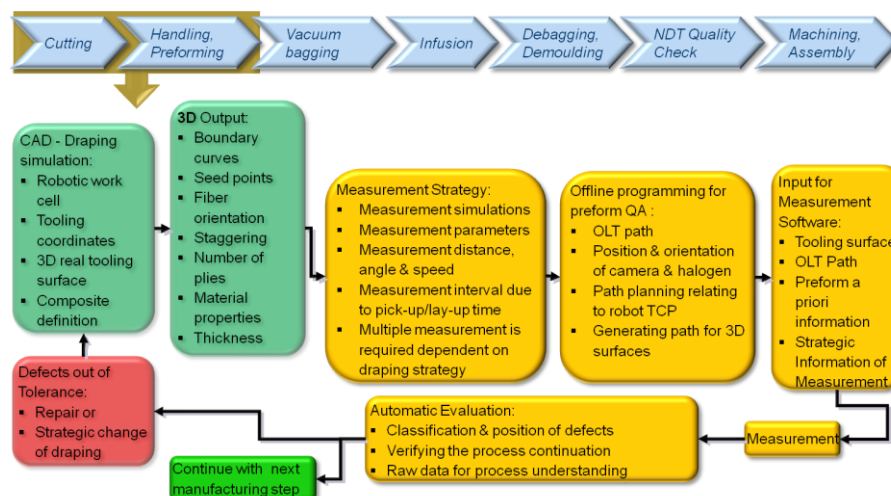 Cutting
Handling,
Preforming
Vacuum
bagging
Infusion
Debagging,
Demoulding
NDT Quality
Check
Machining,
Assembly
CAD - Draping
simulation:
▪ Robotic work
cell
▪ Tooling
coordinates
▪ 3D real tooling
surface
▪ Composite
definition
3D Output:
▪ Boundary
curves
▪ Seed points
▪ Fiber
orientation
▪ Staggering
▪ Number of
plies
▪ Material
properties
▪ Thickness
Measurement Strategy:
▪ Measurement simulations
▪ Measurement parameters
▪ Measurement distance,
angle & speed
▪ Measurement interval due
to pick-up/lay-up time
▪ Multiple measurement is
required dependent on
draping strategy
Offline programming for
preform QA :
▪ OLT path
▪ Position & orientation
of camera & halogen
▪ Path planning relating
to robot TCP
▪ Generating path for 3D
surfaces
Input for
Measurement
Software:
▪ Tooling surface
▪ OLT Path
▪ Preform a
priori
information
▪ Strategic
Information of
Measurement
Measurement
Automatic Evaluation:
▪ Classification & position of defects
▪ Verifying the process continuation
▪ Raw data for process understanding
Defects out of
Tolerance:
▪ Repair or
▪ Strategic change
of draping
Continue with next
manufacturing step